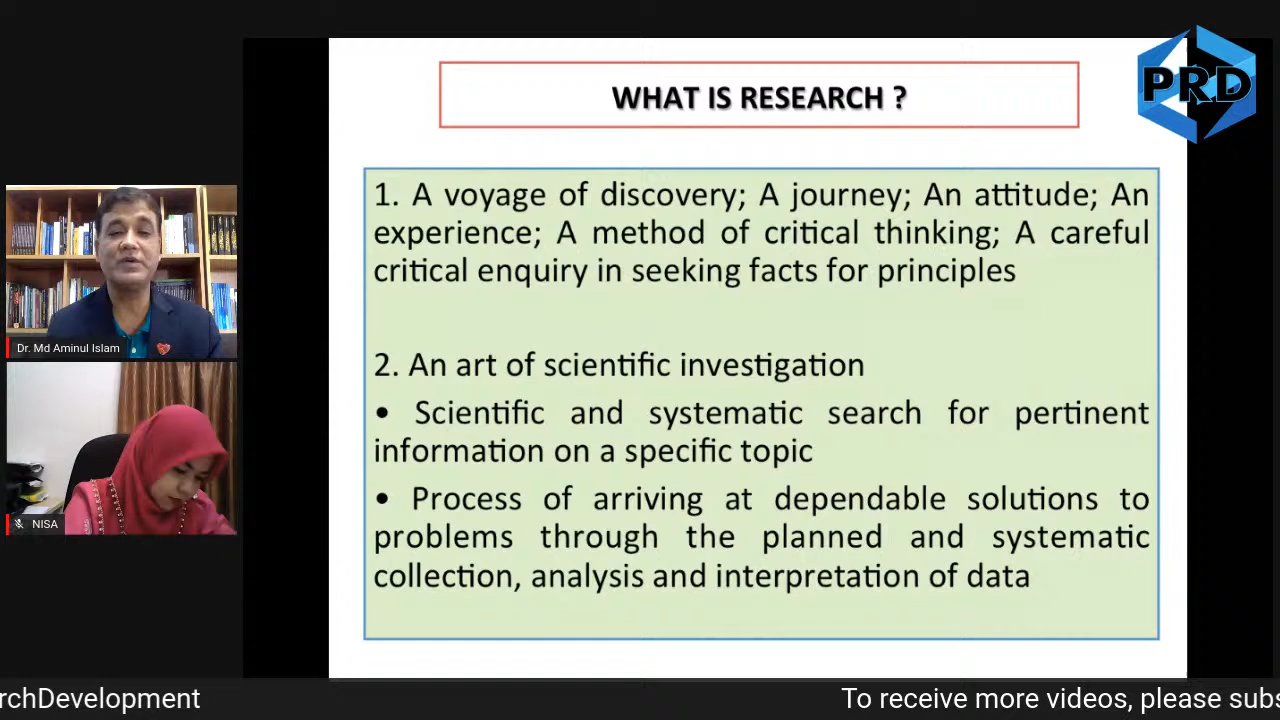 WHAT IS RESEARCH ?
PRD
1. A voyage of discovery; A journey; An attitude; An
experience; A method of critical thinking; A careful
critical enquiry in seeking facts for principles
2. An art of scientific investigation
• Scientific and systematic search for pertinent
information on a specific topic
• Process of arriving at dependable solutions to
problems through the planned and systematic
collection, analysis and interpretation of data
Dr. Md Aminul Islam
NISA
rchDevelopment
To receive more videos, please subs